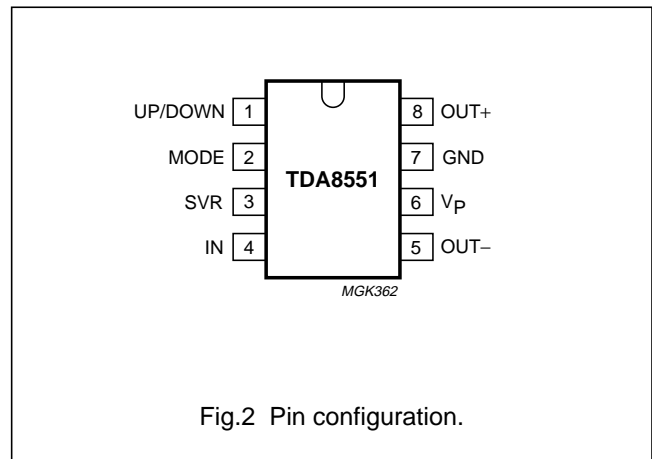 UP/DOWN 1 8 OUT+
MODE 2 7 GND
TDA8551
SVR 3 6 VP
IN 4 5 OUT−
MGK362
Fig.2 Pin configuration.